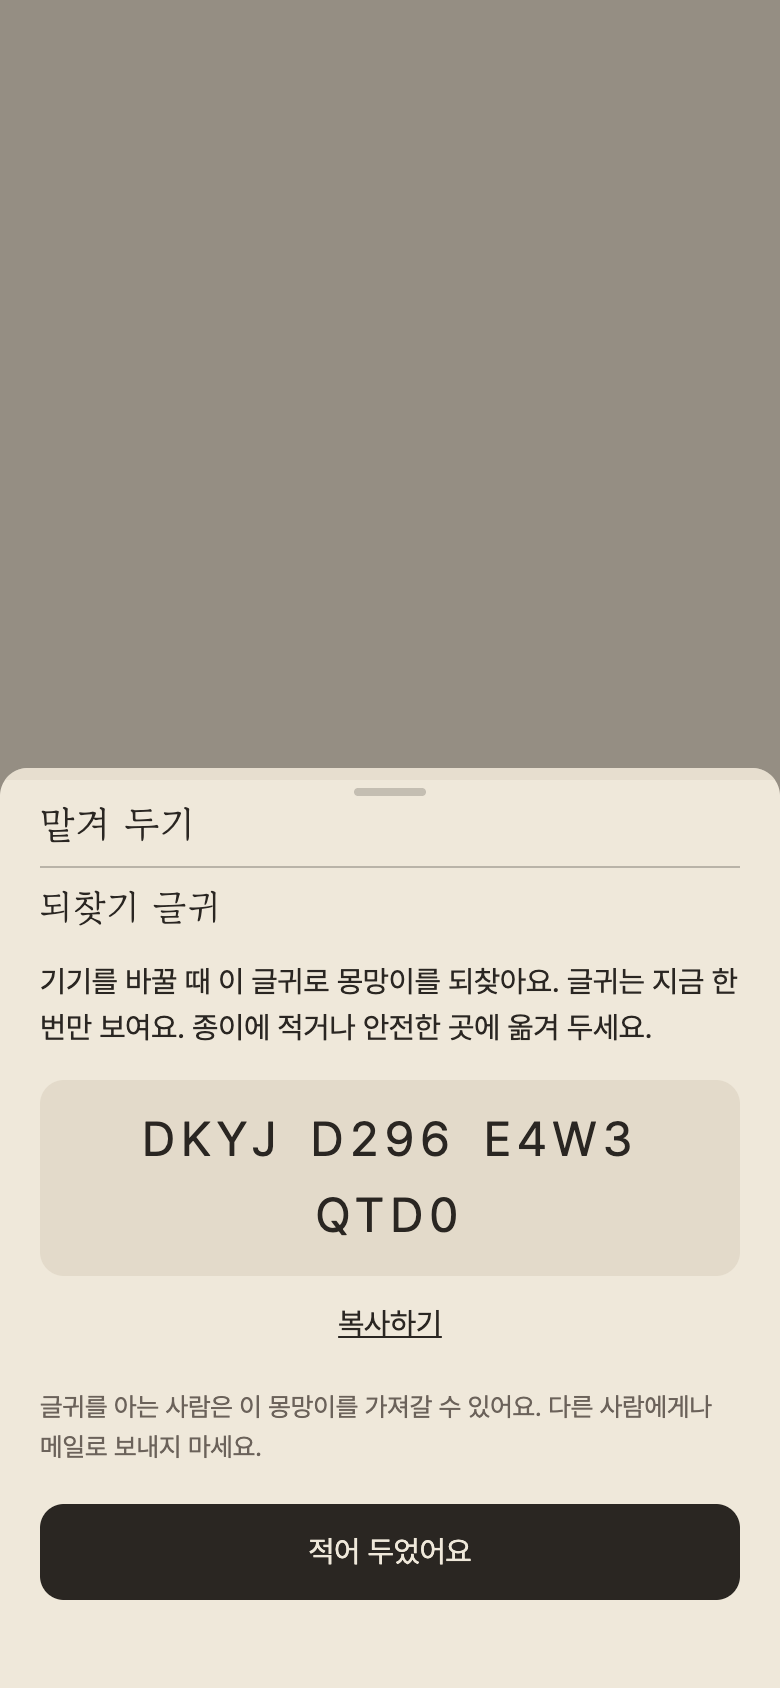 맡겨 두기
되찾기 글귀
기기를 바꿀 때 이 글귀로 몽망이를 되찾아요. 글귀는 지금 한
번만 보여요. 종이에 적거나 안전한 곳에 옮겨 두세요.
DKYJ D296 E4W3
QTD0
복사하기
글귀를 아는 사람은 이 몽망이를 가져갈 수 있어요. 다른 사람에게나
메일로 보내지 마세요.
적어 두었어요